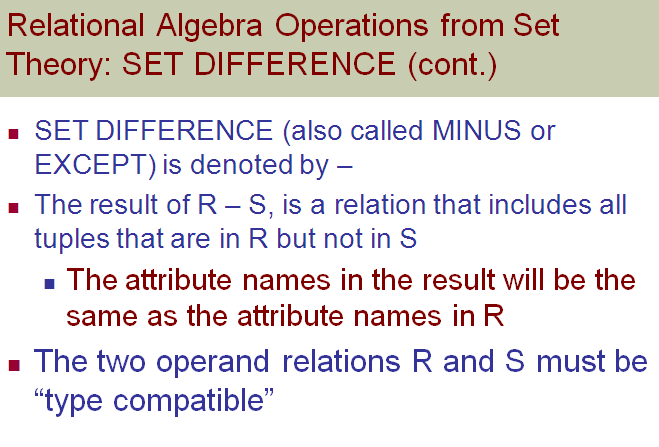 Relational Algebra Operations from Set
Theory: SET DIFFERENCE (cont.)
SET DIFFERENCE (also called MINUS or
EXCEPT) is denoted by –
The result of R – S, is a relation that includes all
tuples that are in R but not in S
The attribute names in the result will be the
same as the attribute names in R
The two operand relations R and S must be
“type compatible”